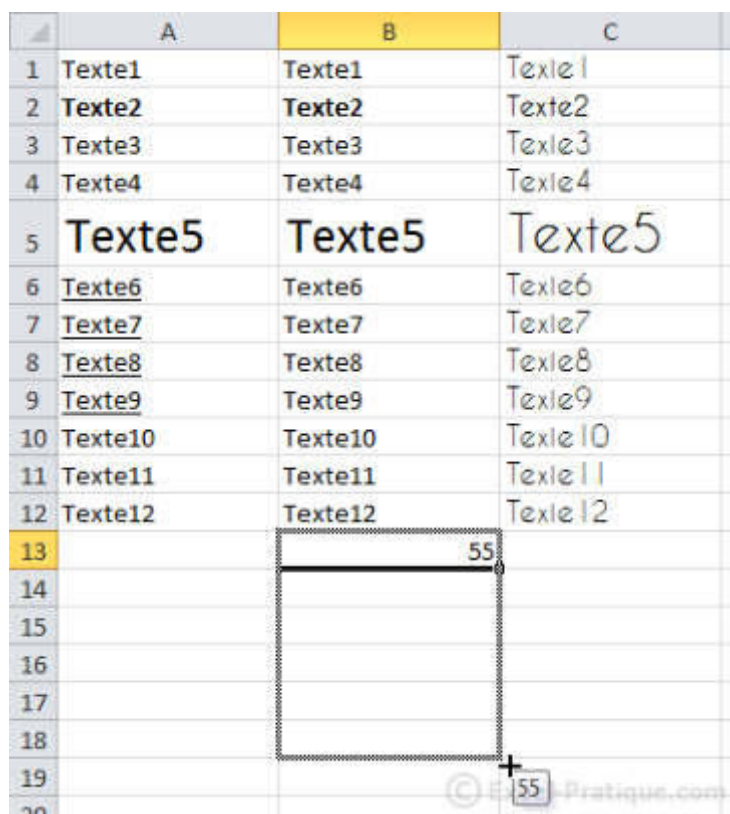 A B C
1 Texte1 Texte1 Texte1
2 Texte2 Texte2 Texte2
3 Texte3 Texte3 Texte3
4 Texte4 Texte4 Texte4
5 Texte5 Texte5 Texte5
6 Texte6 Texte6 Texte6
7 Texte7 Texte7 Texte7
8 Texte8 Texte8 Texte8
9 Texte9 Texte9 Texte9
10 Texte10 Texte10 Texte10
11 Texte11 Texte11 Texte11
12 Texte12 Texte12 Texte12
13 55
14
15
16
17
18
19 55
© Pratique.com
20